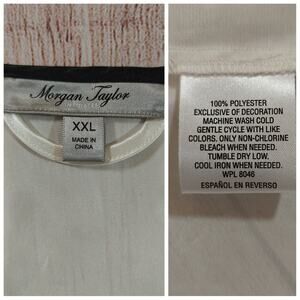 Morgan Taylor
INTIMATES
XXL
MADE IN
CHINA
100% POLYESTER
EXCLUSIVE OF DECORATION
MACHINE WASH COLD
GENTLE CYCLE WITH LIKE
COLORS. ONLY NON-CHLORINE
BLEACH WHEN NEEDED.
TUMBLE DRY LOW.
COOL IRON WHEN NEEDED.
WPL 8046
ESPAÑOL EN REVERSO